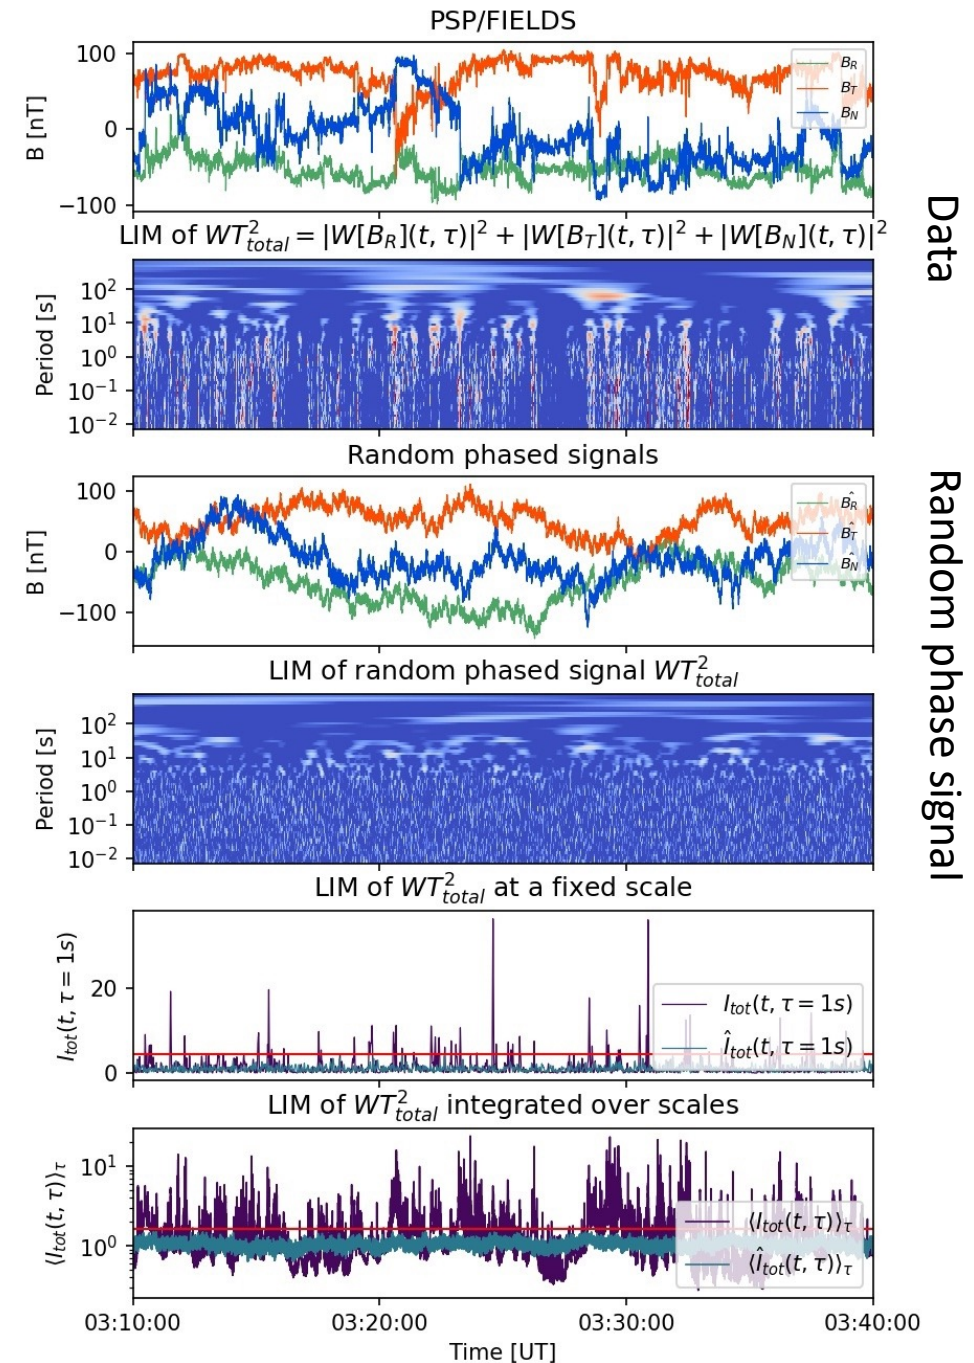 PSP/FIELDS
B [nT]
100
0
−100
B_R
B_T
B_N
LIM of WT²_total = |W[B_R](t, τ)|² + |W[B_T](t, τ)|² + |W[B_N](t, τ)|²
Data
Period [s]
10²
10¹
10⁰
10⁻¹
10⁻²
Random phased signals
B [nT]
100
0
−100
B̂_R
B̂_T
B̂_N
Random phase signal
LIM of random phased signal WT²_total
Period [s]
10²
10¹
10⁰
10⁻¹
10⁻²
LIM of WT²_total at a fixed scale
I_tot(t, τ = 1s)
20
0
I_tot(t, τ = 1s)
Î_tot(t, τ = 1s)
LIM of WT²_total integrated over scales
⟨I_tot(t, τ)⟩_τ
10¹
10⁰
⟨I_tot(t, τ)⟩_τ
⟨Î_tot(t, τ)⟩_τ
03:10:00 03:20:00 03:30:00 03:40:00
Time [UT]